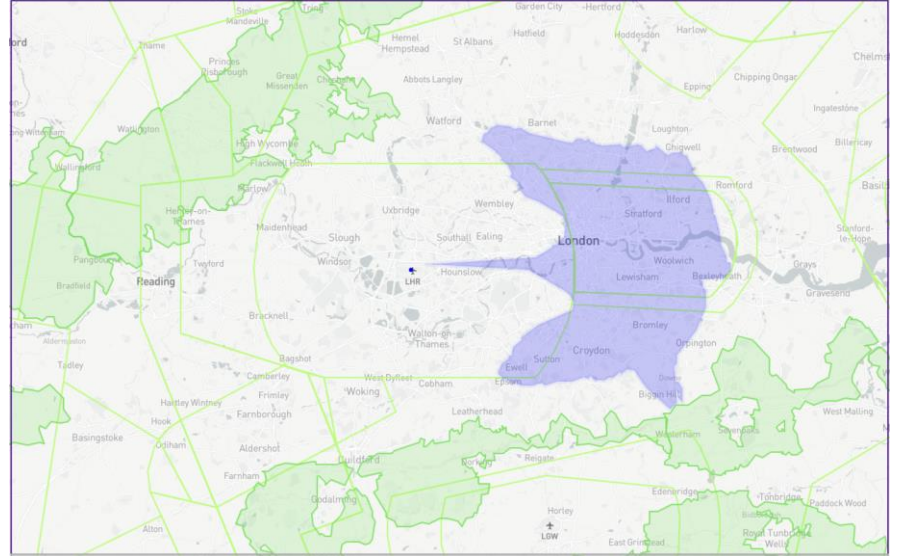 Stoke
Mandeville
Tring
Garden City
Hertford
ord
Thame
Hemel
Hempstead
St Albans
Hatfield
Hoddesdon
Harlow
Chelms
Princes
Risborough
Great
Missenden
Abbots Langley
Epping
Chipping Ongar
Ingatestone
Watlington
Watford
Barnet
Loughton
Chigwell
Brentwood
Billericay
High Wycombe
Wallingford
Flackwell Heath
Marlow
Romford
Basil
Henley-on-
Thames
Uxbridge
Wembley
Ilford
Stratford
Maidenhead
Slough
Southall
Ealing
London
Stanford-
le-Hope
Windsor
Twyford
Reading
Hounslow
LHR
Woolwich
Lewisham
Bexleyheath
Grays
Gravesend
Pangbourne
Bradfield
Bracknell
Walton-on-
Thames
Bromley
Orpington
Croydon
Sutton
Ewell
Epsom
Aldermaston
Tadley
Bagshot
Camberley
West Byfleet
Cobham
Woking
Biggin Hill
Hartley Wintney
Frimley
Farnborough
Hook
Leatherhead
West Malling
Basingstoke
Odiham
Aldershot
Guildford
Dorking
Reigate
Westerham
Sevenoaks
Farnham
Godalming
Edenbridge
Tonbridge
Paddock Wood
Alton
Horley
LGW
East Grinstead
Royal Tunbridge
Wells